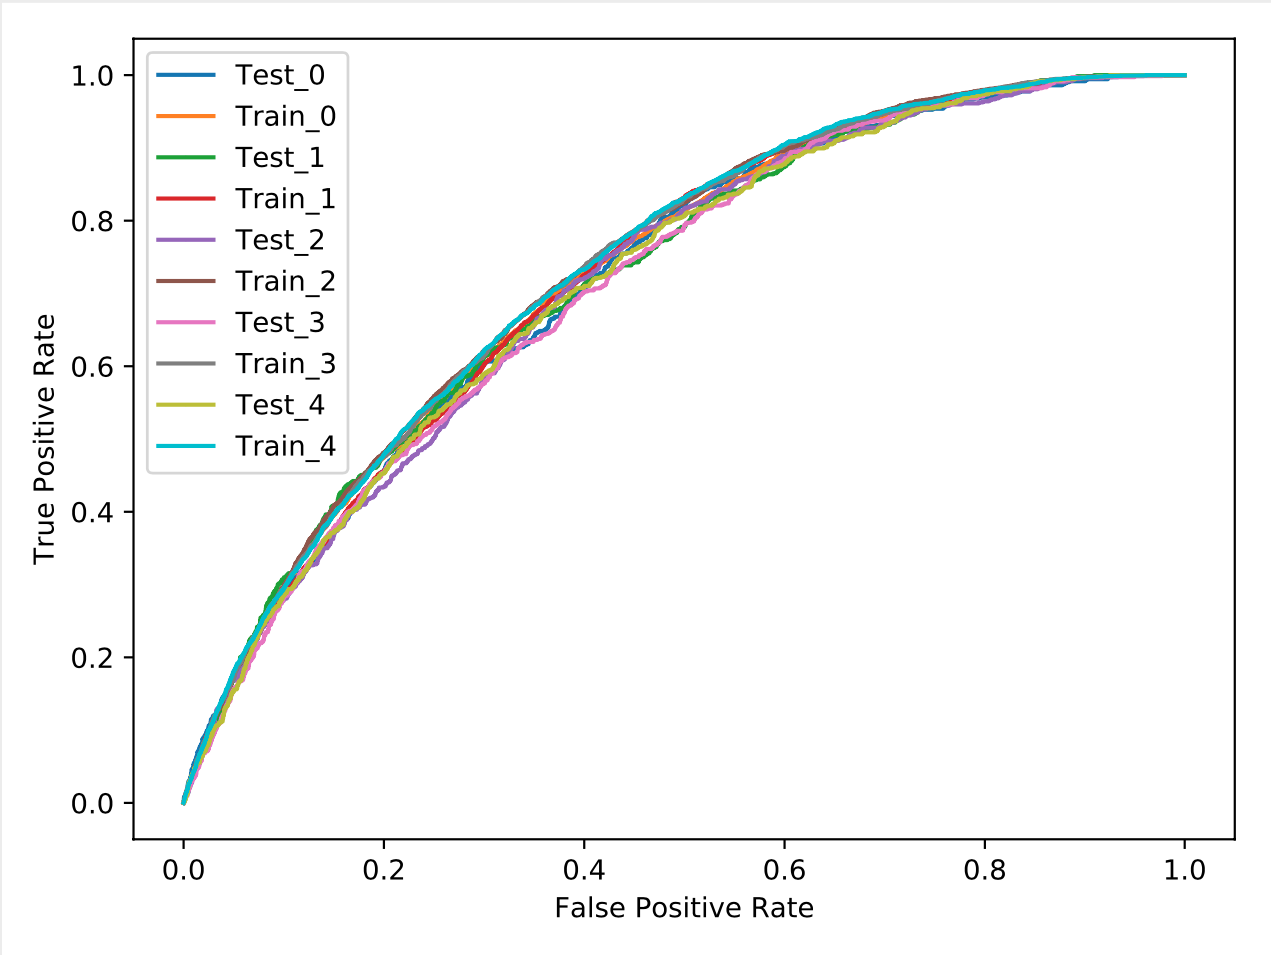 Test_0
Train_0
Test_1
Train_1
Test_2
Train_2
Test_3
Train_3
Test_4
Train_4
True Positive Rate
1.0
0.8
0.6
0.4
0.2
0.0
0.0 0.2 0.4 0.6 0.8 1.0
False Positive Rate